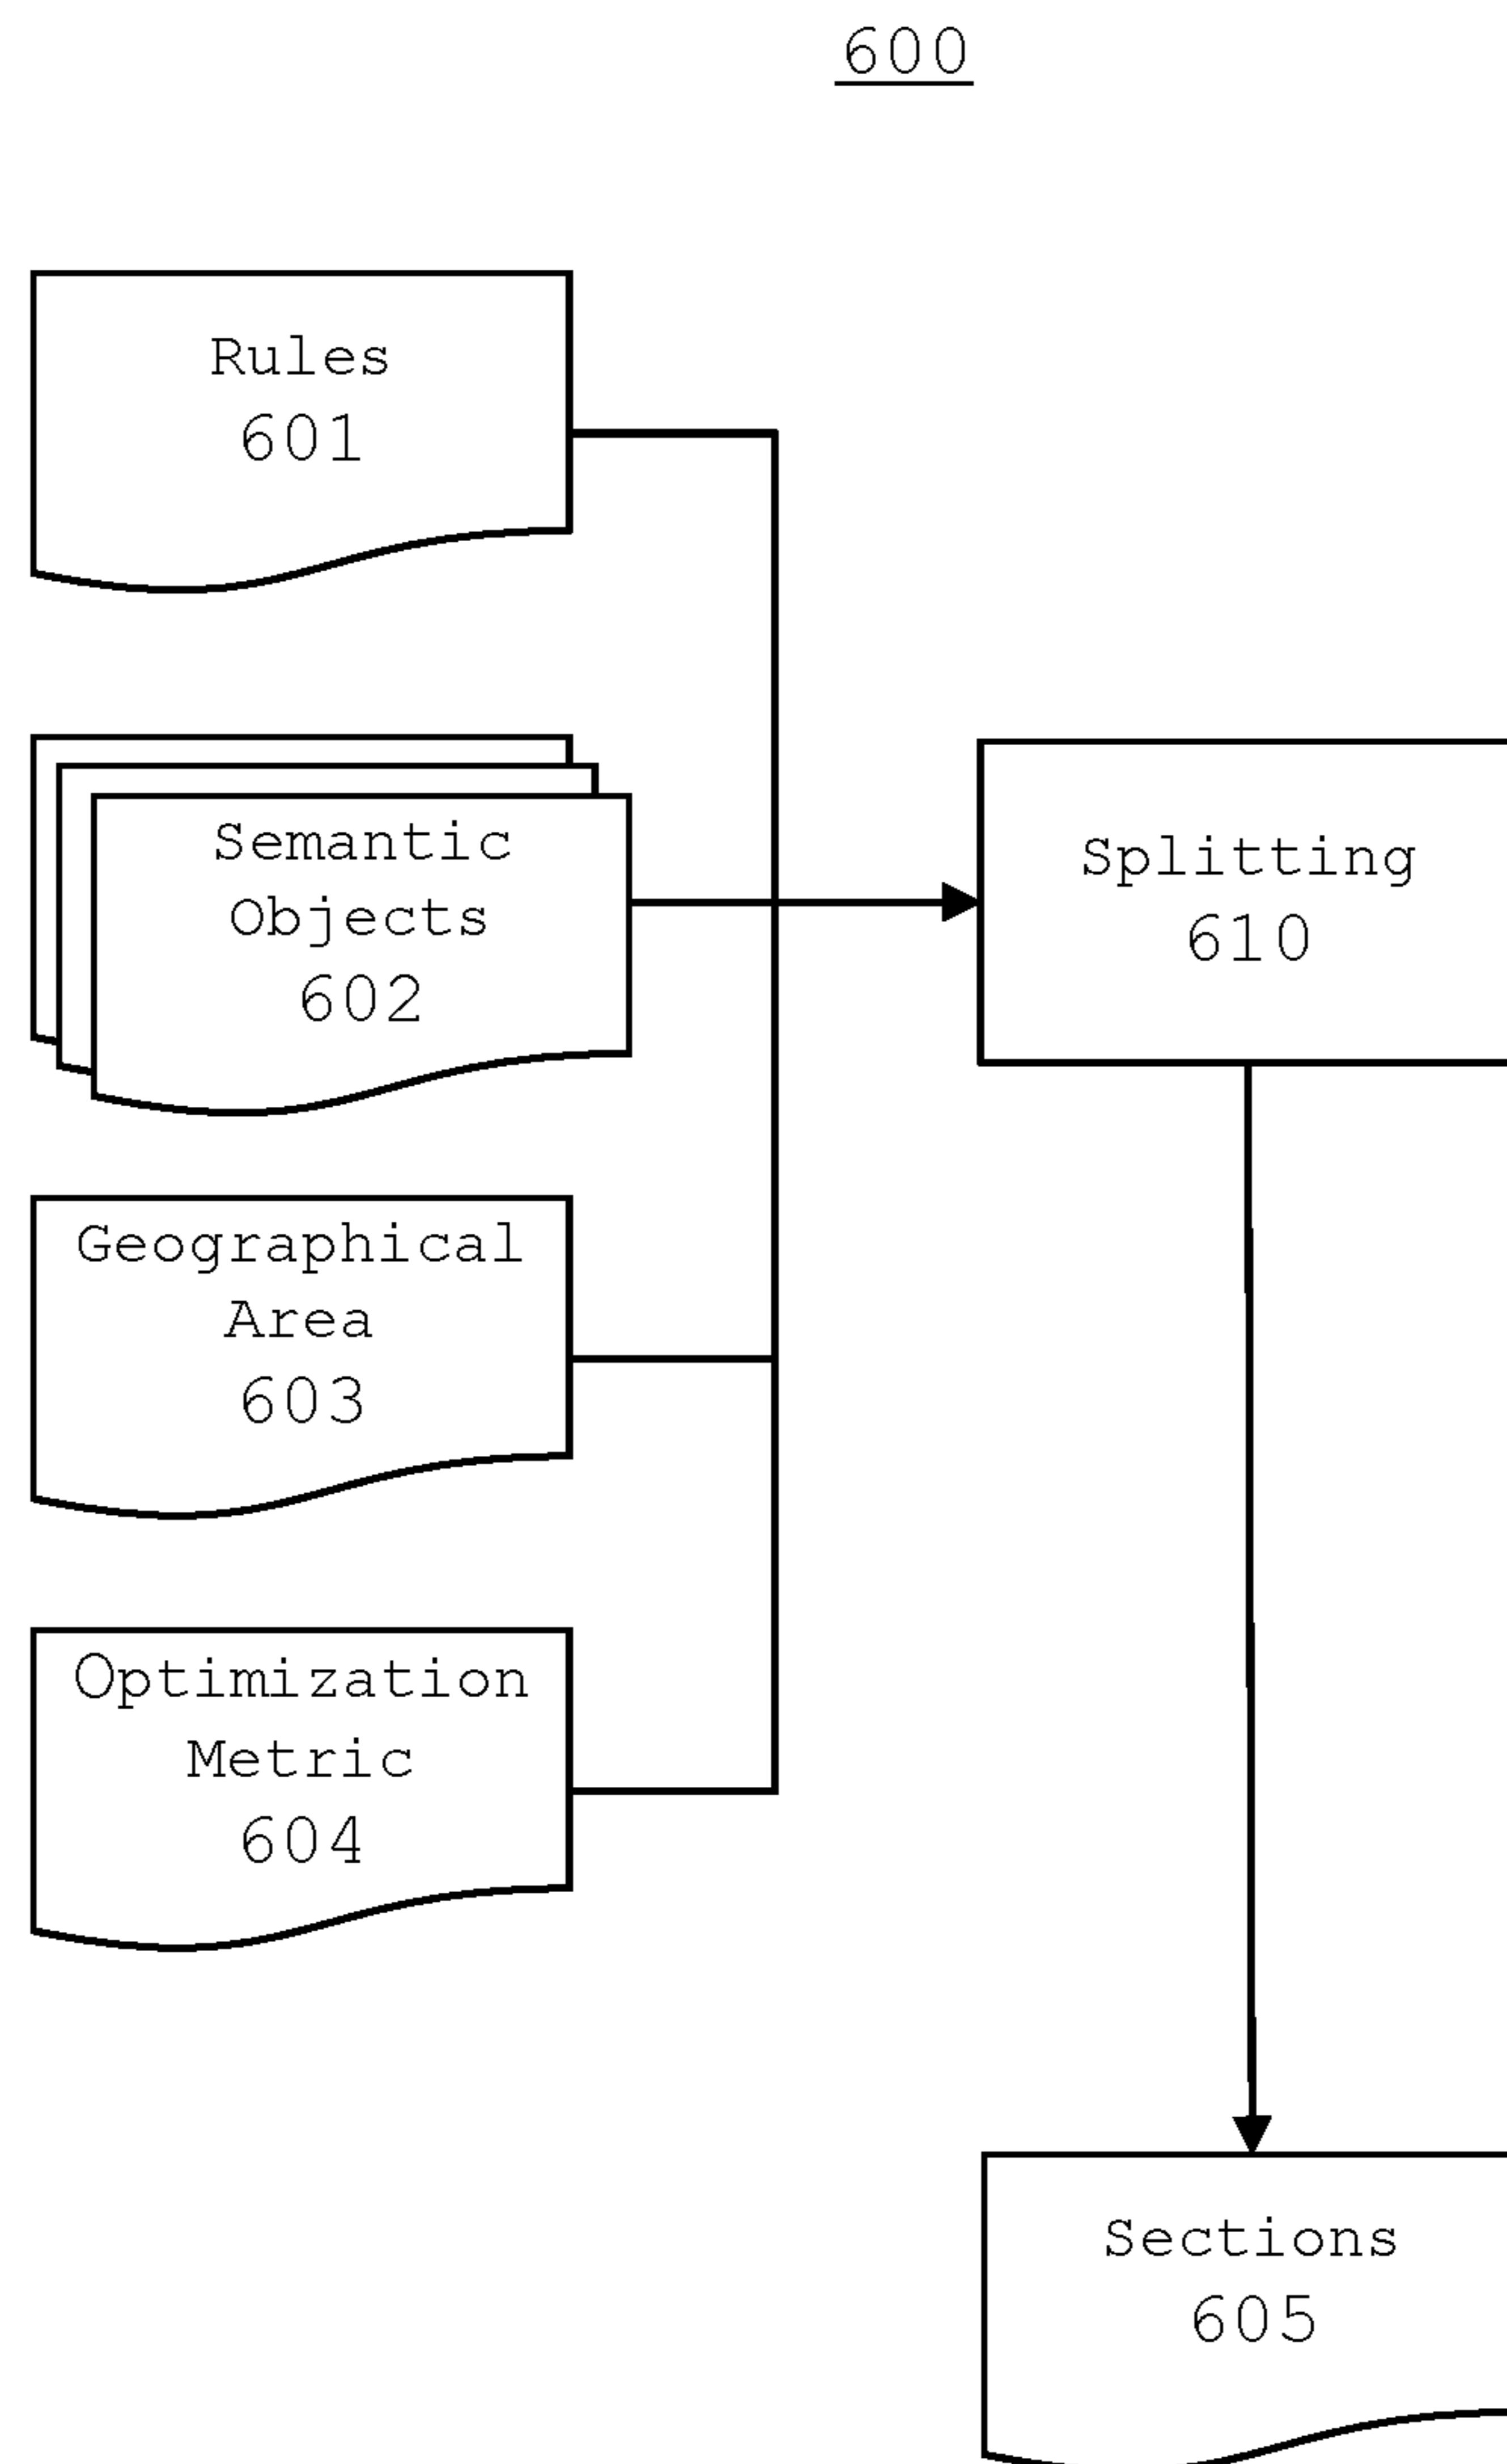 600
Rules
601
Semantic
Objects
602
Splitting
610
Geographical
Area
603
Optimization
Metric
604
Sections
605